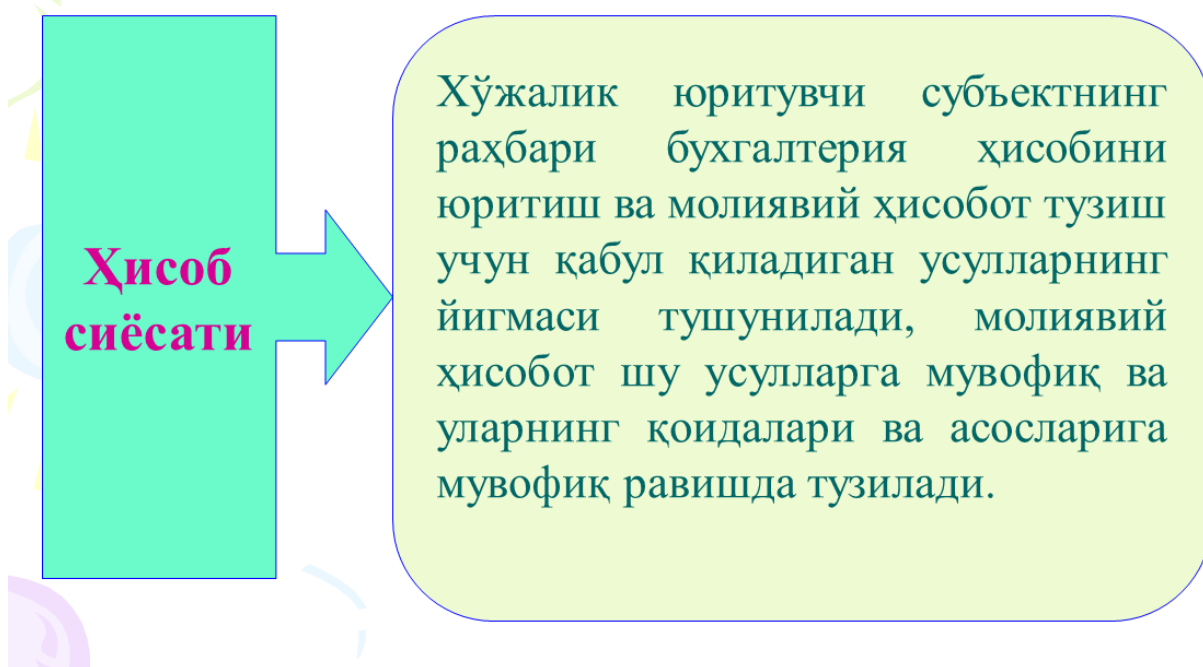 Ҳисоб
сиёсати
Хўжалик юритувчи субъектнинг
раҳбари бухгалтерия ҳисобини
юритиш ва молиявий ҳисобот тузиш
учун қабул қиладиган усулларнинг
йигмаси тушунилади, молиявий
ҳисобот шу усулларга мувофиқ ва
уларнинг қоидалари ва асосларига
мувофиқ равишда тузилади.